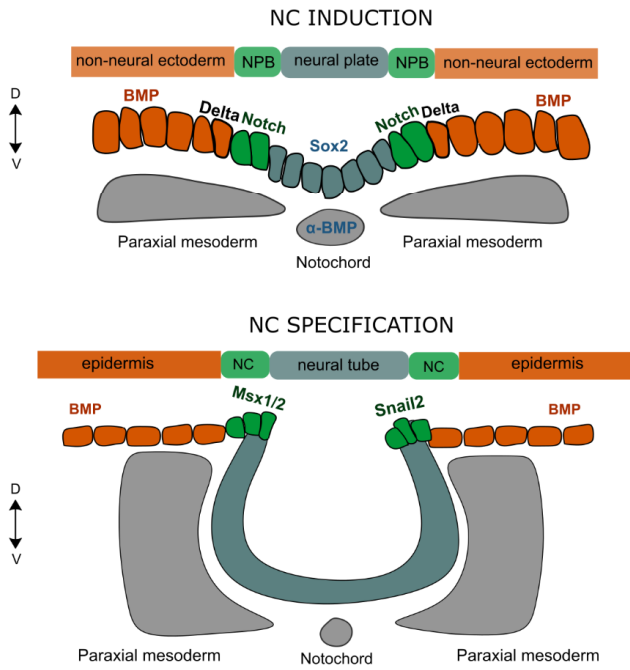 NC INDUCTION
non-neural ectoderm NPB neural plate NPB non-neural ectoderm
D
V
BMP Delta Notch Sox2 Notch Delta BMP
Paraxial mesoderm α-BMP Paraxial mesoderm
Notochord
NC SPECIFICATION
epidermis NC neural tube NC epidermis
BMP Msx1/2 Snail2 BMP
D
V
Paraxial mesoderm Notochord Paraxial mesoderm